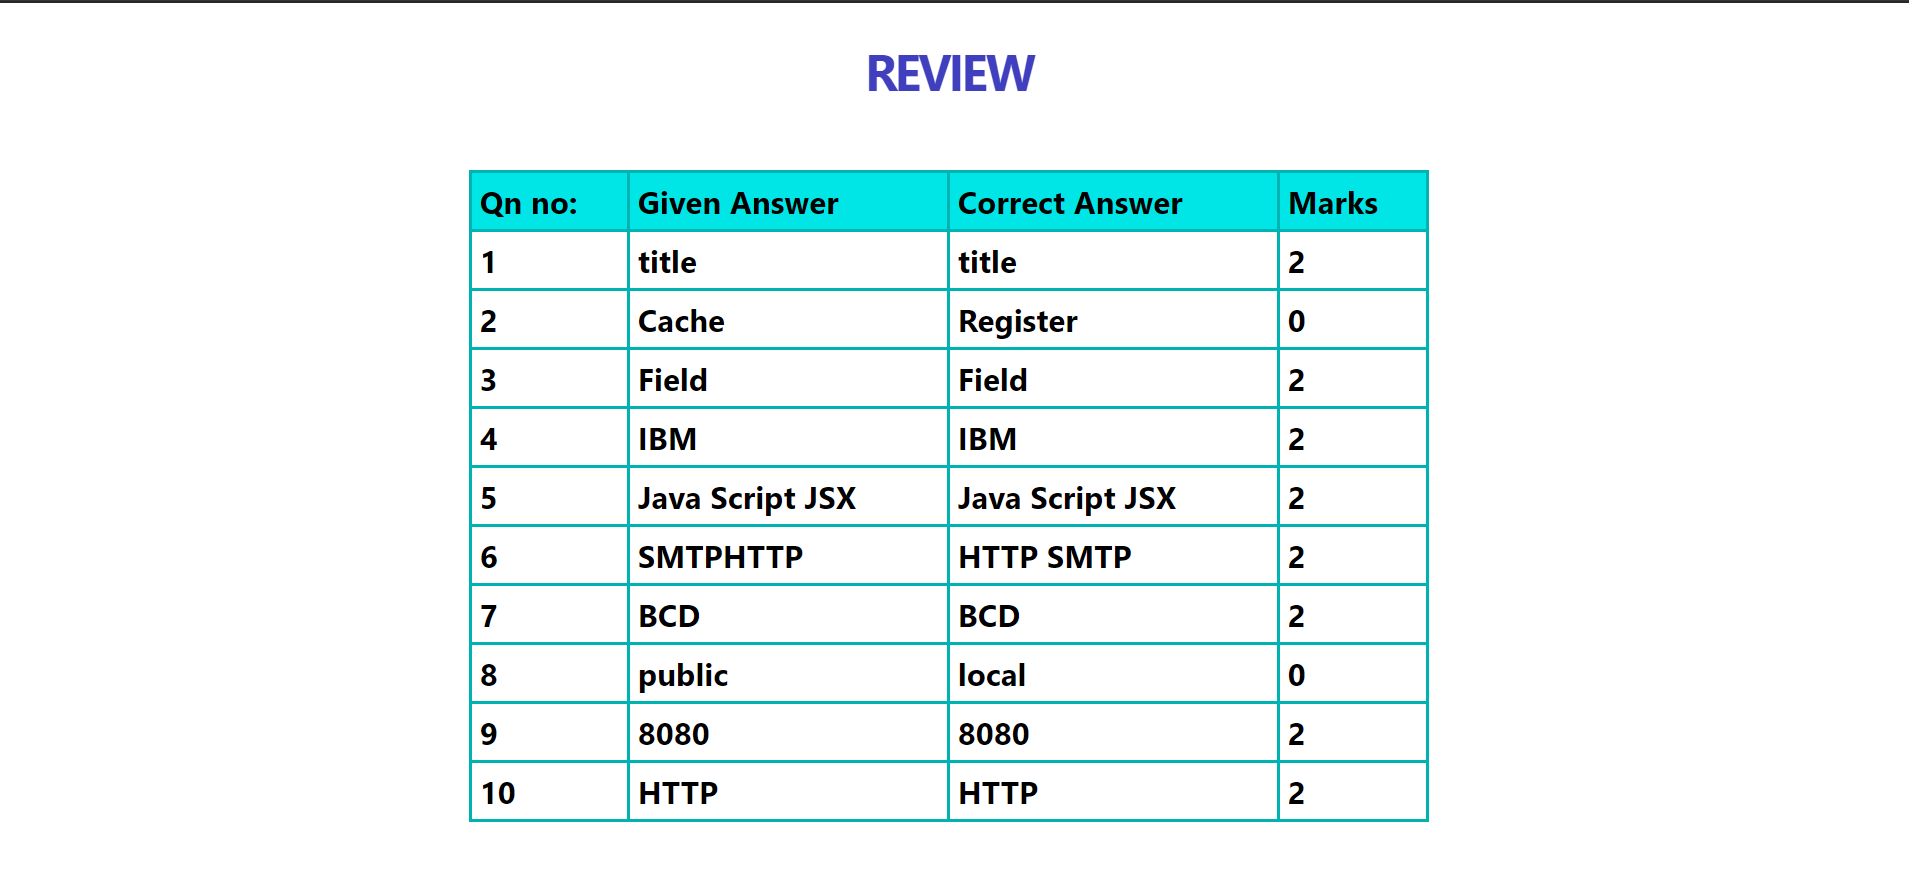 REVIEW
Qn no: Given Answer Correct Answer Marks
1 title title 2
2 Cache Register 0
3 Field Field 2
4 IBM IBM 2
5 Java Script JSX Java Script JSX 2
6 SMTPHTTP HTTP SMTP 2
7 BCD BCD 2
8 public local 0
9 8080 8080 2
10 HTTP HTTP 2